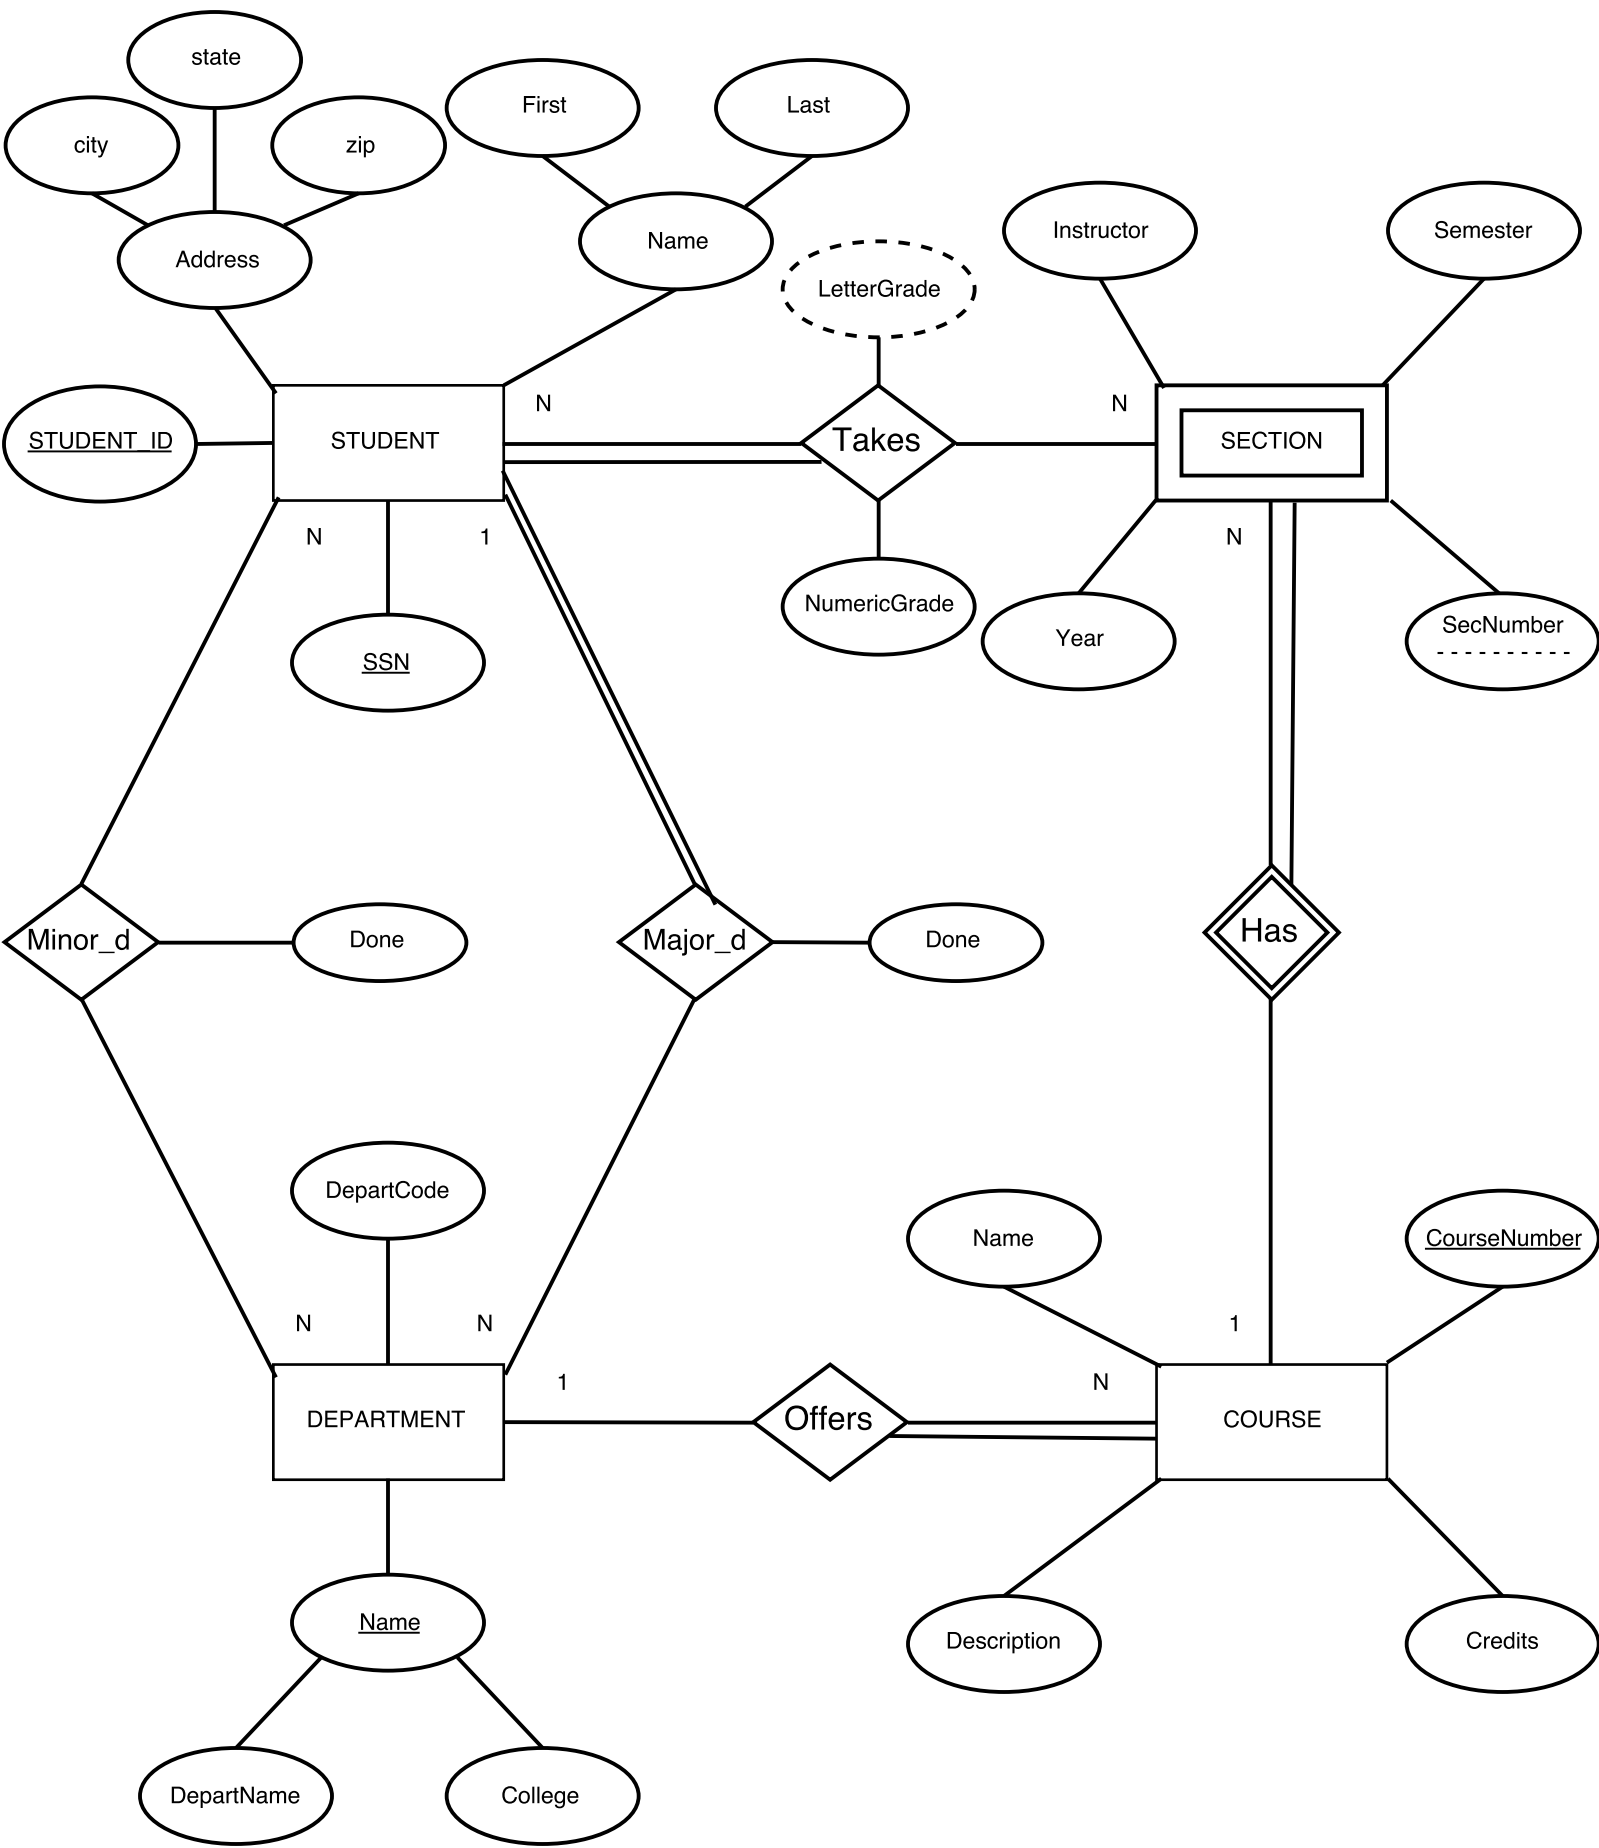 state
First
Last
city
zip
Instructor
Semester
Name
Address
LetterGrade
N
N
STUDENT_ID
STUDENT
Takes
SECTION
N
1
N
NumericGrade
SecNumber
Year
SSN
Has
Minor_d
Done
Major_d
Done
DepartCode
Name
CourseNumber
N
N
1
1
N
DEPARTMENT
Offers
COURSE
Name
Description
Credits
DepartName
College